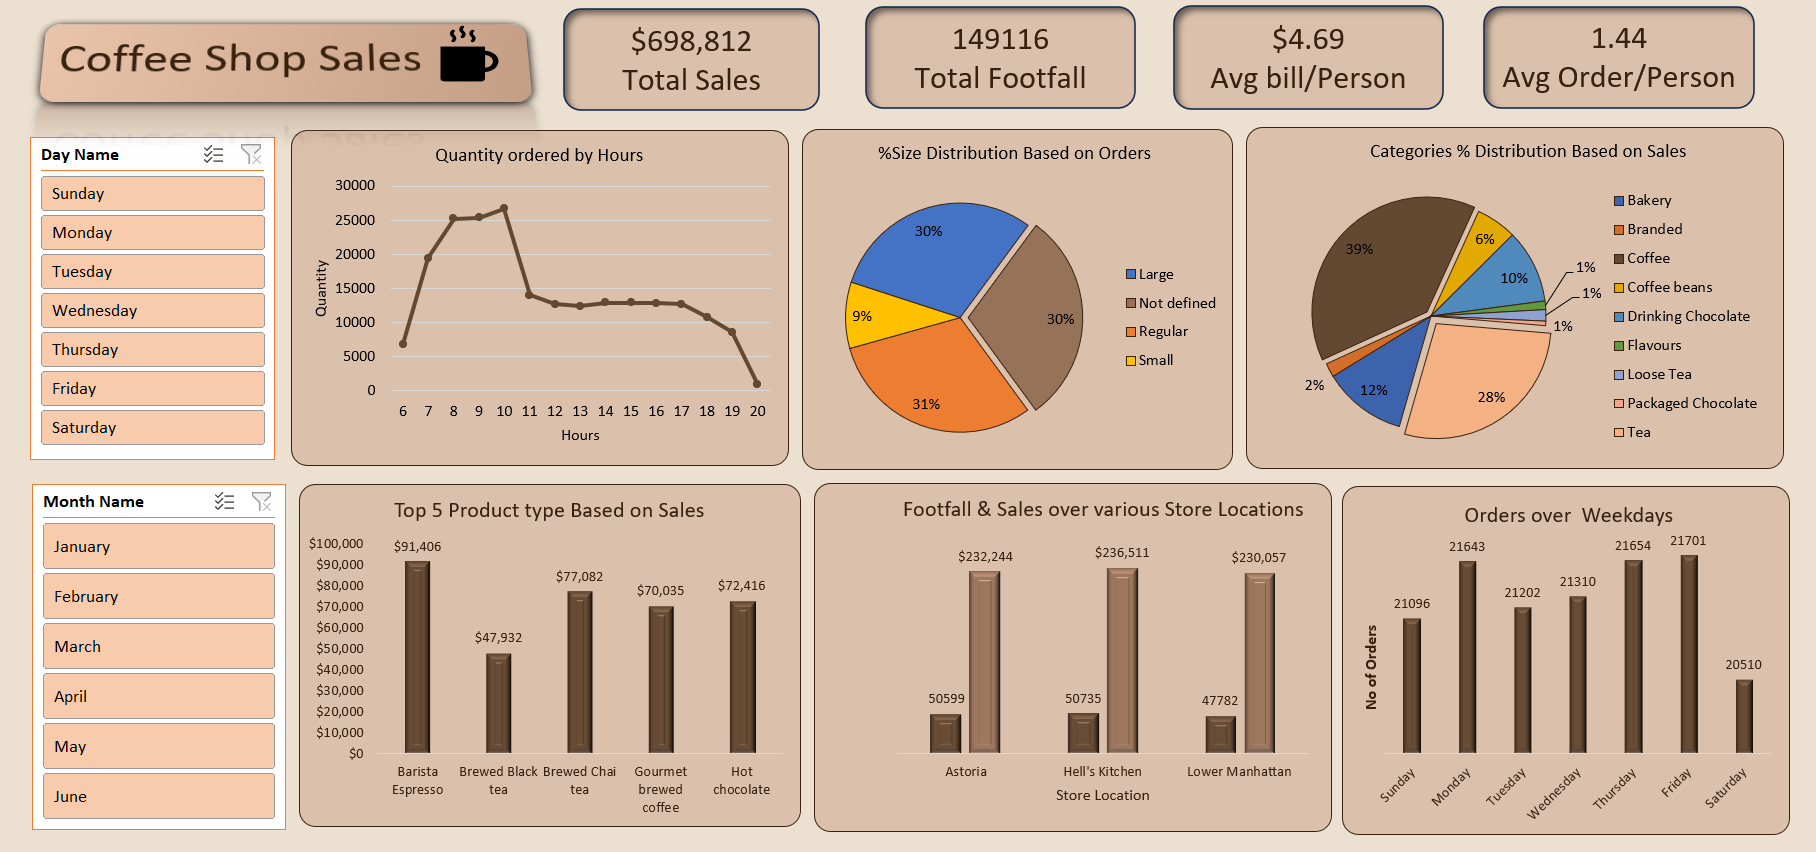 Coffee Shop Sales
$698,812
Total Sales
149116
Total Footfall
$4.69
Avg bill/Person
1.44
Avg Order/Person
Day Name
Sunday
Monday
Tuesday
Wednesday
Thursday
Friday
Saturday
Quantity ordered by Hours
30000
25000
20000
15000
10000
5000
0
Quantity
6 7 8 9 10 11 12 13 14 15 16 17 18 19 20
Hours
%Size Distribution Based on Orders
30%
30%
9%
31%
Large
Not defined
Regular
Small
Categories % Distribution Based on Sales
39%
6%
10%
1%
1%
1%
2%
12%
28%
Bakery
Branded
Coffee
Coffee beans
Drinking Chocolate
Flavours
Loose Tea
Packaged Chocolate
Tea
Month Name
January
February
March
April
May
June
Top 5 Product type Based on Sales
$100,000
$90,000
$80,000
$70,000
$60,000
$50,000
$40,000
$30,000
$20,000
$10,000
$0
$91,406
$47,932
$77,082
$70,035
$72,416
Barista
Espresso
Brewed Black
tea
Brewed Chai
tea
Gourmet
brewed
coffee
Hot
chocolate
Footfall & Sales over various Store Locations
50599
$232,244
50735
$236,511
47782
$230,057
Astoria
Hell's Kitchen
Lower Manhattan
Store Location
Orders over Weekdays
No of Orders
21096
21643
21202
21310
21654
21701
20510
Sunday
Monday
Tuesday
Wednesday
Thursday
Friday
Saturday